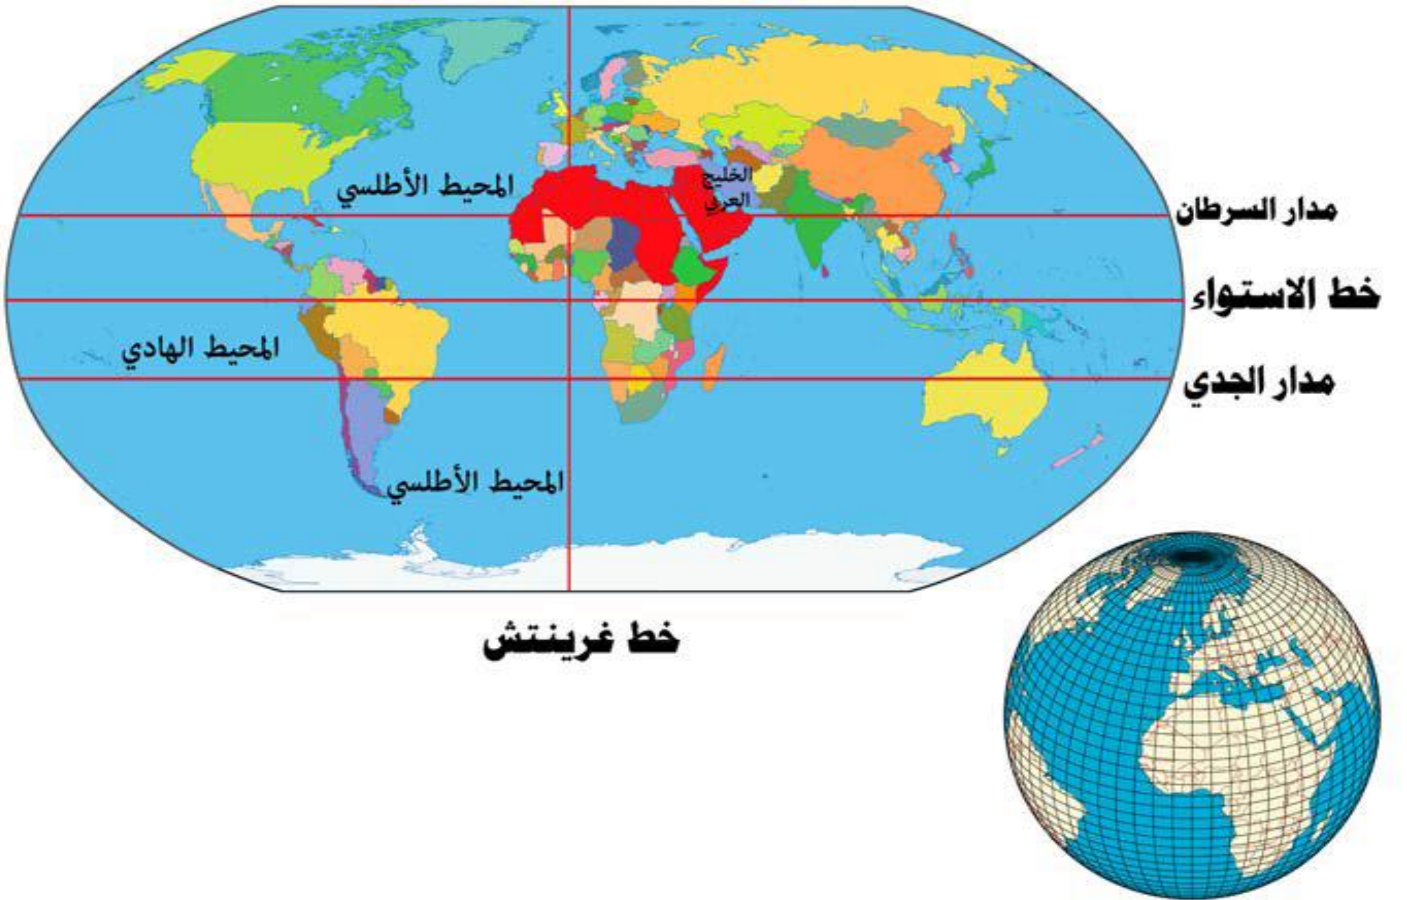 الخليج
العربي
المحيط الأطلسي
مدار السرطان
خط الاستواء
المحيط الهادي
مدار الجدي
المحيط الأطلسي
خط غرينتش